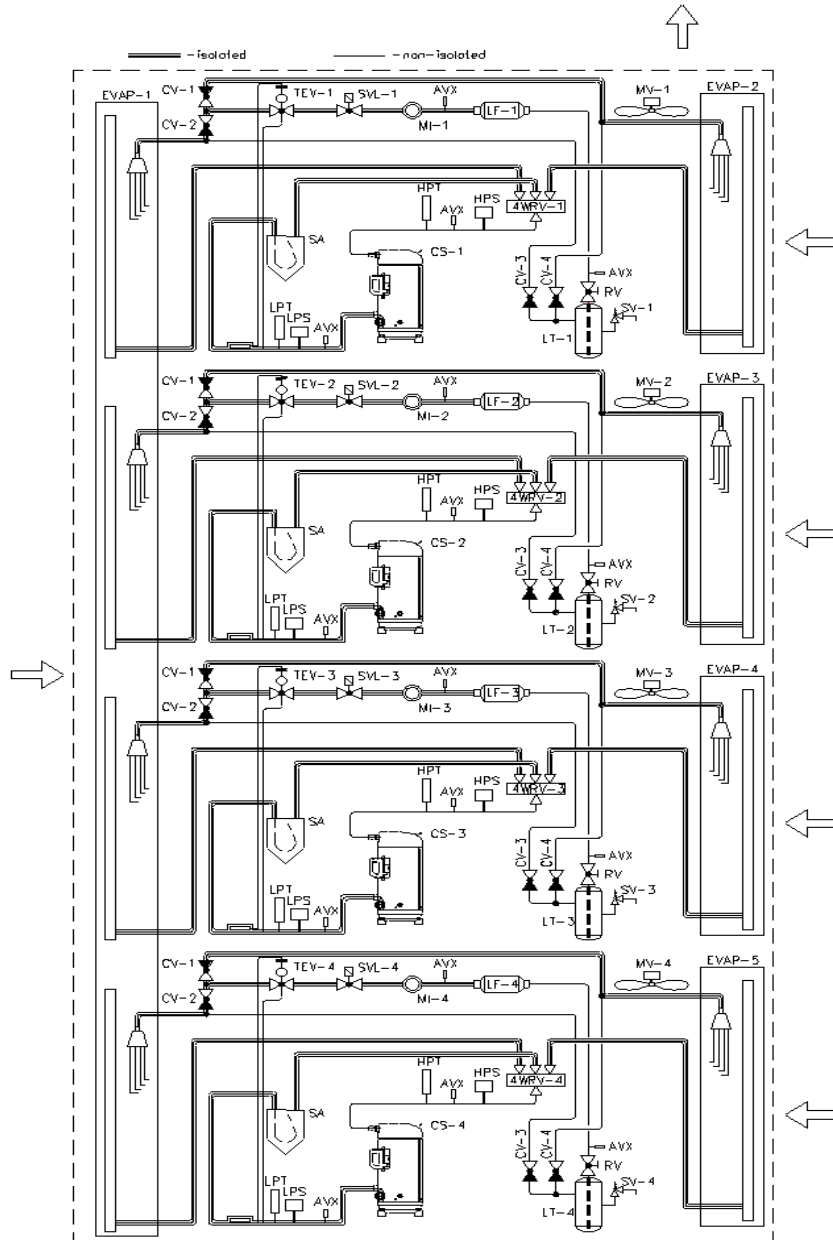 -isolated -non-isolated
CV-1 TEV-1 SVL-1 AVX MV-1 EVAP-2
EVAP-1 LF-1
CV-2 MI-1
HPT AVX HPS 4WRV-1
SA CS-1 CV-3 CV-4 AVX
RV SV-1
LPT LPS AVX LT-1
CV-1 TEV-2 SVL-2 AVX MV-2 EVAP-3
LF-2
CV-2 MI-2
HPT AVX HPS 4WRV-2
SA CS-2 CV-3 CV-4 AVX
RV SV-2
LPT LPS AVX LT-2
CV-1 TEV-3 SVL-3 AVX MV-3 EVAP-4
LF-3
CV-2 MI-3
HPT AVX HPS 4WRV-3
SA CS-3 CV-3 CV-4 AVX
RV SV-3
LPT LPS AVX LT-3
CV-1 TEV-4 SVL-4 AVX MV-4 EVAP-5
LF-4
CV-2 MI-4
HPT AVX HPS 4WRV-4
SA CS-4 CV-3 CV-4 AVX
RV SV-4
LPT LPS AVX LT-4